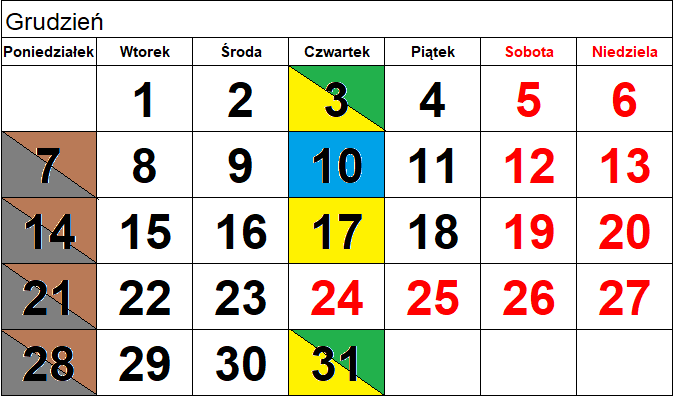 Grudzień
Poniedziałek Wtorek Środa Czwartek Piątek Sobota Niedziela
1 2 3 4 5 6
7 8 9 10 11 12 13
14 15 16 17 18 19 20
21 22 23 24 25 26 27
28 29 30 31